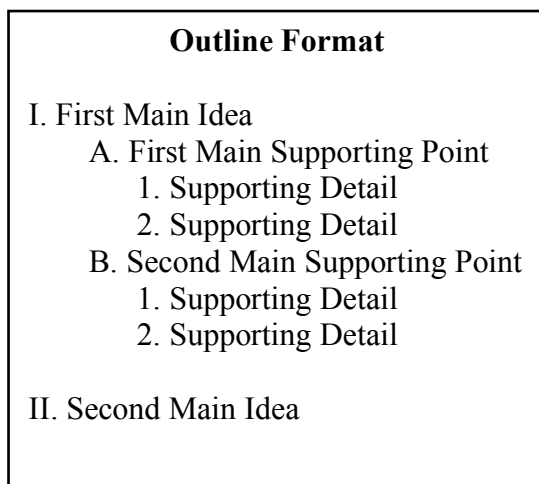 Outline Format
I. First Main Idea
A. First Main Supporting Point
1. Supporting Detail
2. Supporting Detail
B. Second Main Supporting Point
1. Supporting Detail
2. Supporting Detail
II. Second Main Idea